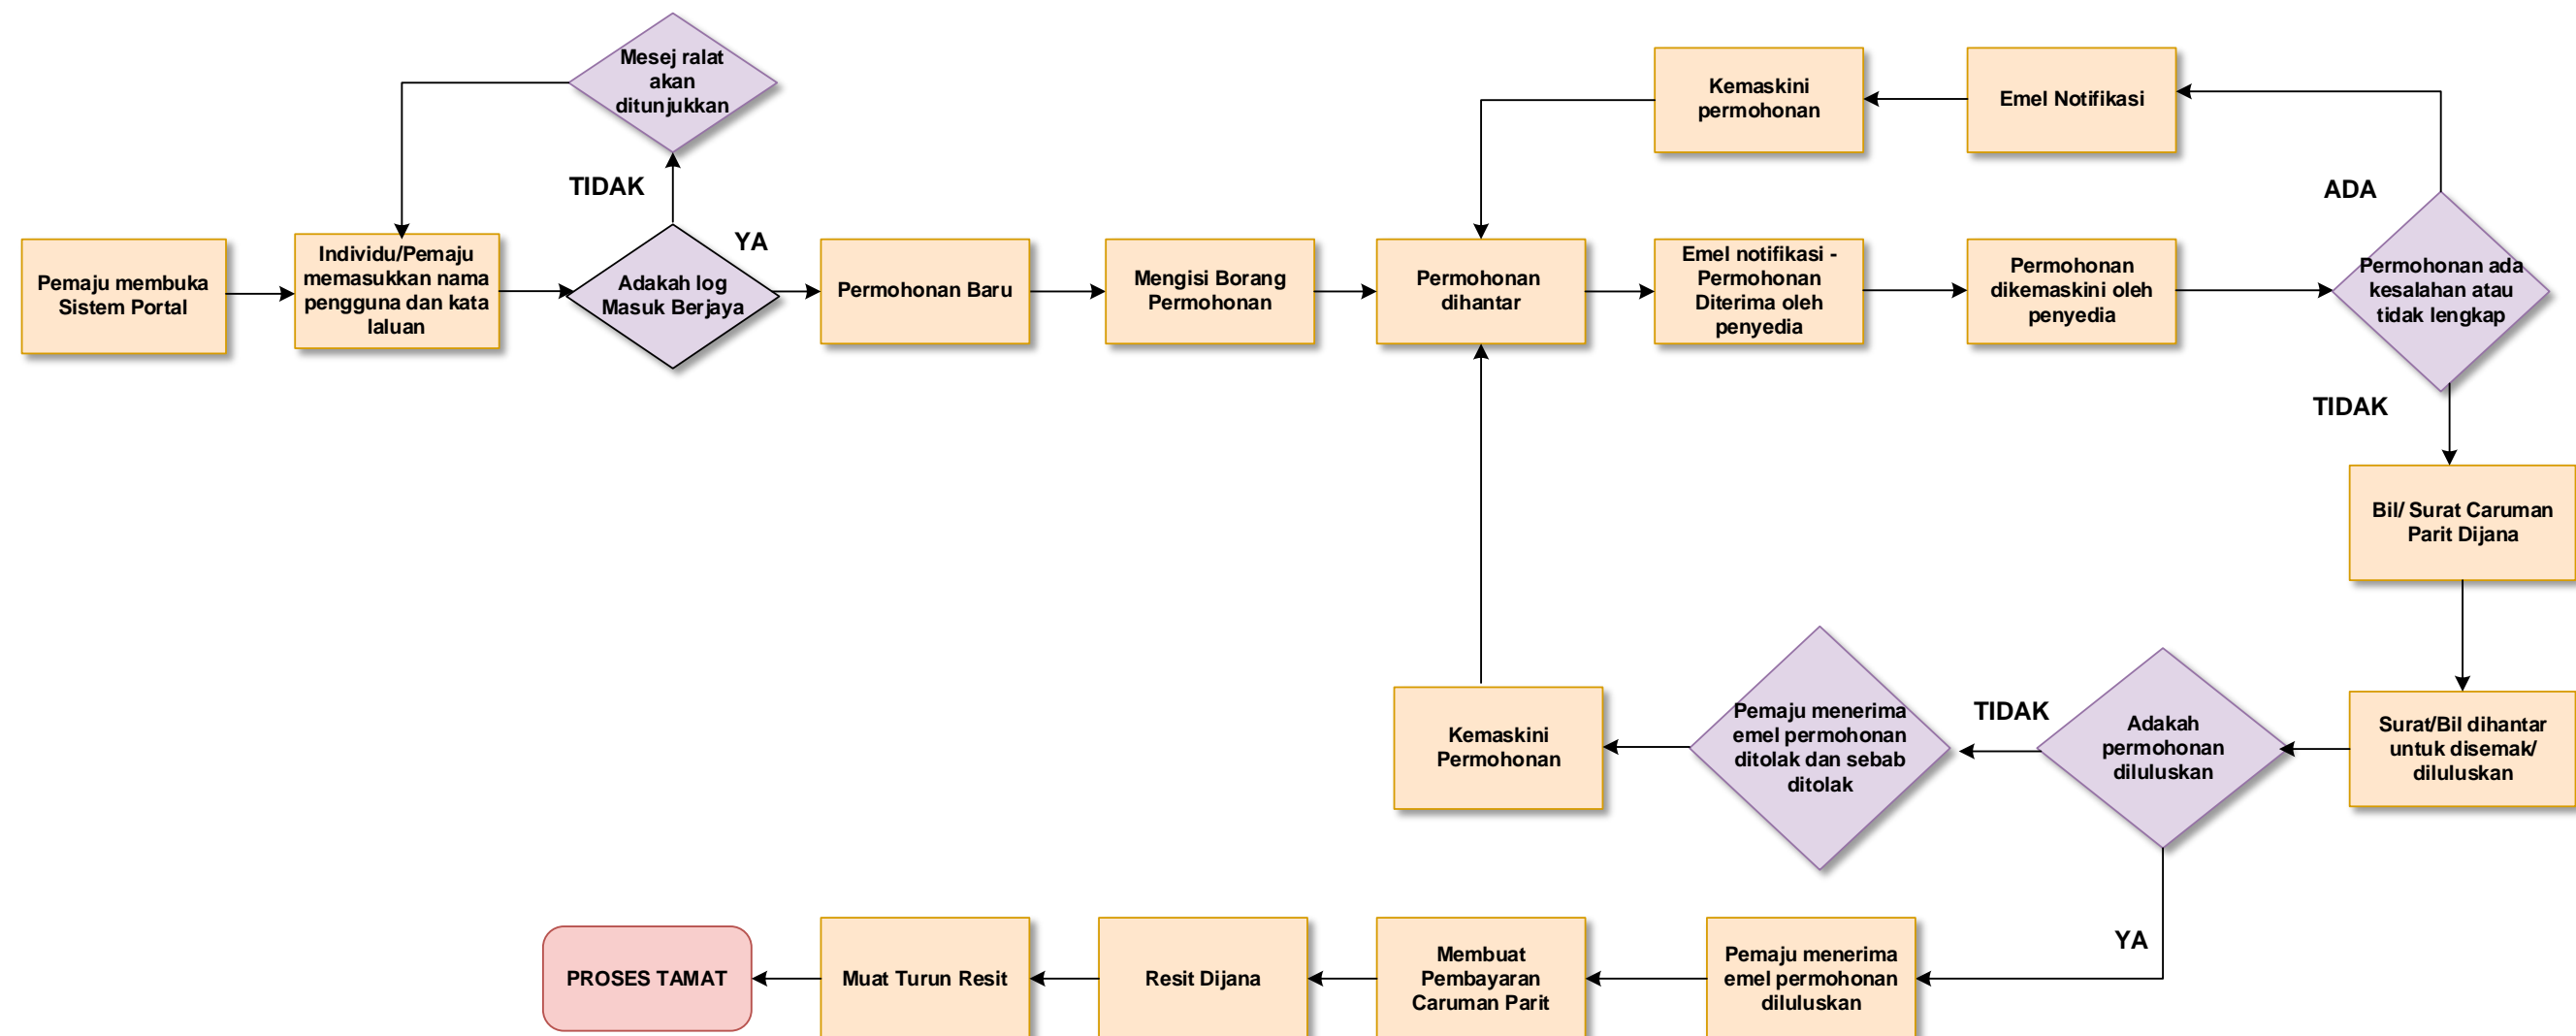 Mesej ralat
akan
ditunjukkan
Kemaskini
permohonan
Emel Notifikasi
TIDAK
ADA
YA
Pemaju membuka
Sistem Portal
Individu/Pemaju
memasukkan nama
pengguna dan kata
laluan
Adakah log
Masuk Berjaya
Permohonan Baru
Mengisi Borang
Permohonan
Permohonan
dihantar
Emel notifikasi -
Permohonan
Diterima oleh
penyedia
Permohonan
dikemaskini oleh
penyedia
Permohonan ada
kesalahan atau
tidak lengkap
TIDAK
Bil/ Surat Caruman
Parit Dijana
Kemaskini
Permohonan
Pemaju menerima
emel permohonan
ditolak dan sebab
ditolak
TIDAK
Adakah
permohonan
diluluskan
Surat/Bil dihantar
untuk disemak/
diluluskan
YA
PROSES TAMAT
Muat Turun Resit
Resit Dijana
Membuat
Pembayaran
Caruman Parit
Pemaju menerima
emel permohonan
diluluskan